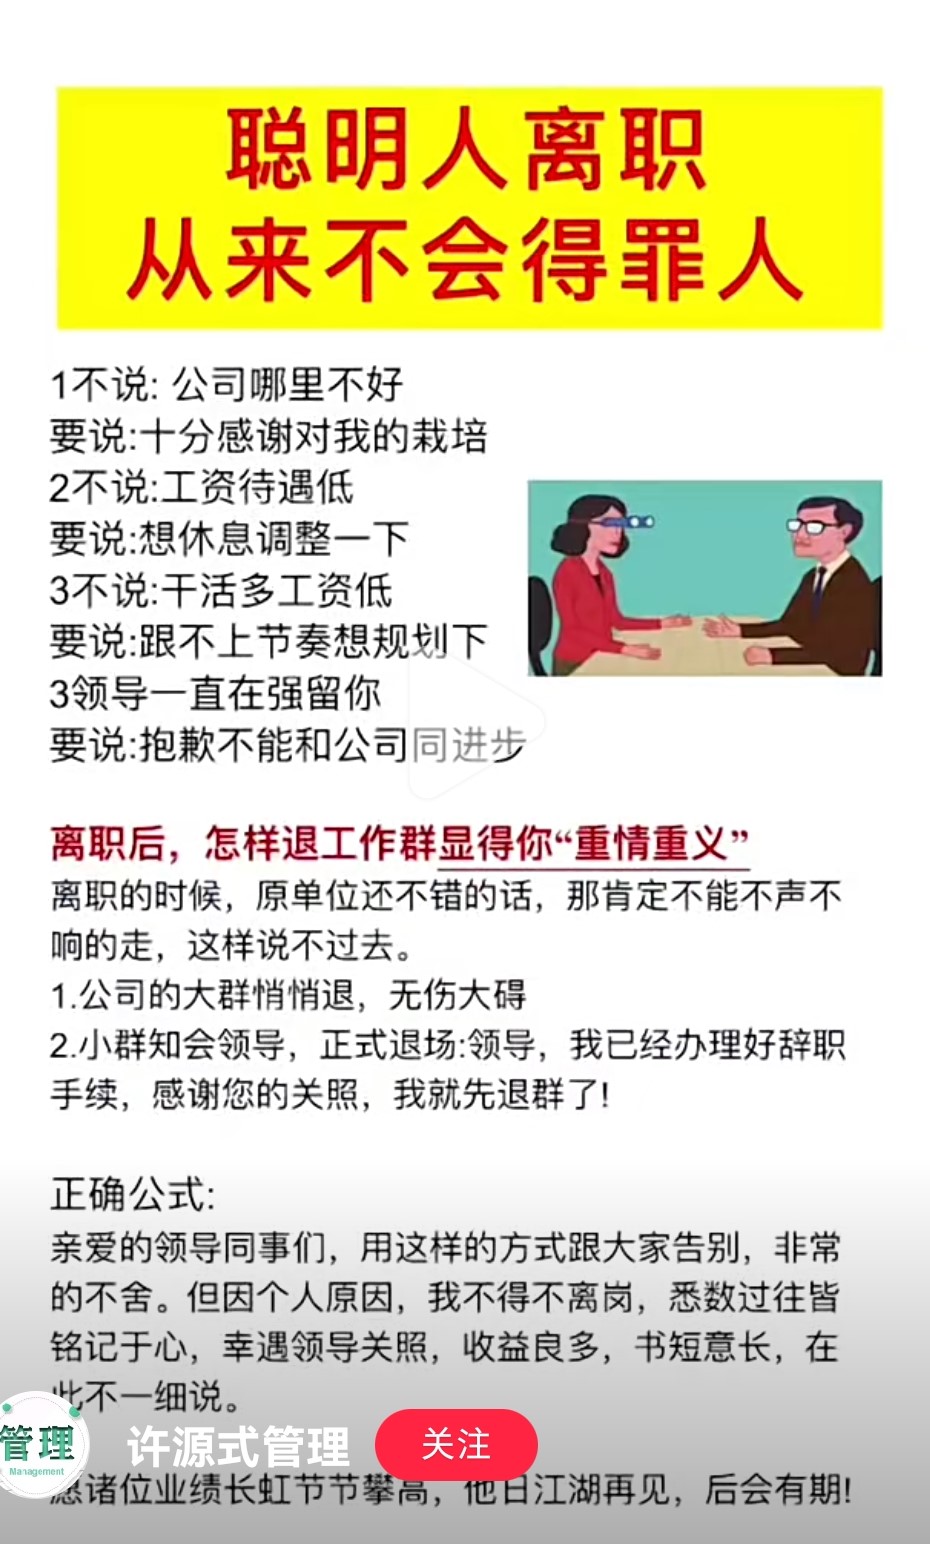 聪明人离职
从来不会得罪人
1不说: 公司哪里不好
要说:十分感谢对我的栽培
2不说:工资待遇低
要说:想休息调整一下
3不说:干活多工资低
要说:跟不上节奏想规划下
3领导一直在强留你
要说:抱歉不能和公司同进步
离职后，怎样退工作群显得你“重情重义”
离职的时候，原单位还不错的话，那肯定不能不声不
响的走，这样说不过去。
1.公司的大群悄悄退，无伤大碍
2.小群知会领导，正式退场:领导，我已经办理好辞职
手续，感谢您的关照，我就先退群了!
正确公式:
亲爱的领导同事们，用这样的方式跟大家告别，非常
的不舍。但因个人原因，我不得不离岗，悉数过往皆
铭记于心，幸遇领导关照，收益良多，书短意长，在
此不一细说。
管理
Management
许源式管理
关注
愿诸位业绩长虹节节攀高，他日江湖再见，后会有期!